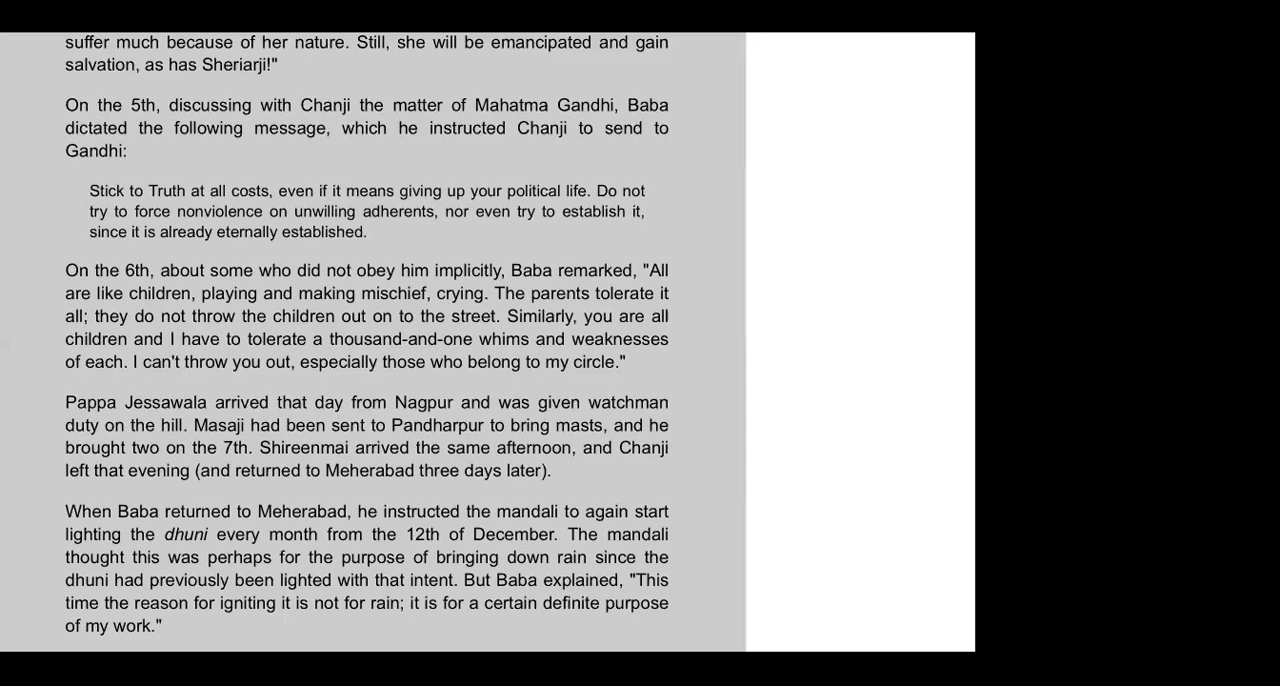 suffer much because of her nature. Still, she will be emancipated and gain
salvation, as has Sheriarji!"
On the 5th, discussing with Chanji the matter of Mahatma Gandhi, Baba
dictated the following message, which he instructed Chanji to send to
Gandhi:
Stick to Truth at all costs, even if it means giving up your political life. Do not
try to force nonviolence on unwilling adherents, nor even try to establish it,
since it is already eternally established.
On the 6th, about some who did not obey him implicitly, Baba remarked, "All
are like children, playing and making mischief, crying. The parents tolerate it
all; they do not throw the children out on to the street. Similarly, you are all
children and I have to tolerate a thousand-and-one whims and weaknesses
of each. I can't throw you out, especially those who belong to my circle."
Pappa Jessawala arrived that day from Nagpur and was given watchman
duty on the hill. Masaji had been sent to Pandharpur to bring masts, and he
brought two on the 7th. Shireenmai arrived the same afternoon, and Chanji
left that evening (and returned to Meherabad three days later).
When Baba returned to Meherabad, he instructed the mandali to again start
lighting the dhuni every month from the 12th of December. The mandali
thought this was perhaps for the purpose of bringing down rain since the
dhuni had previously been lighted with that intent. But Baba explained, "This
time the reason for igniting it is not for rain; it is for a certain definite purpose
of my work."